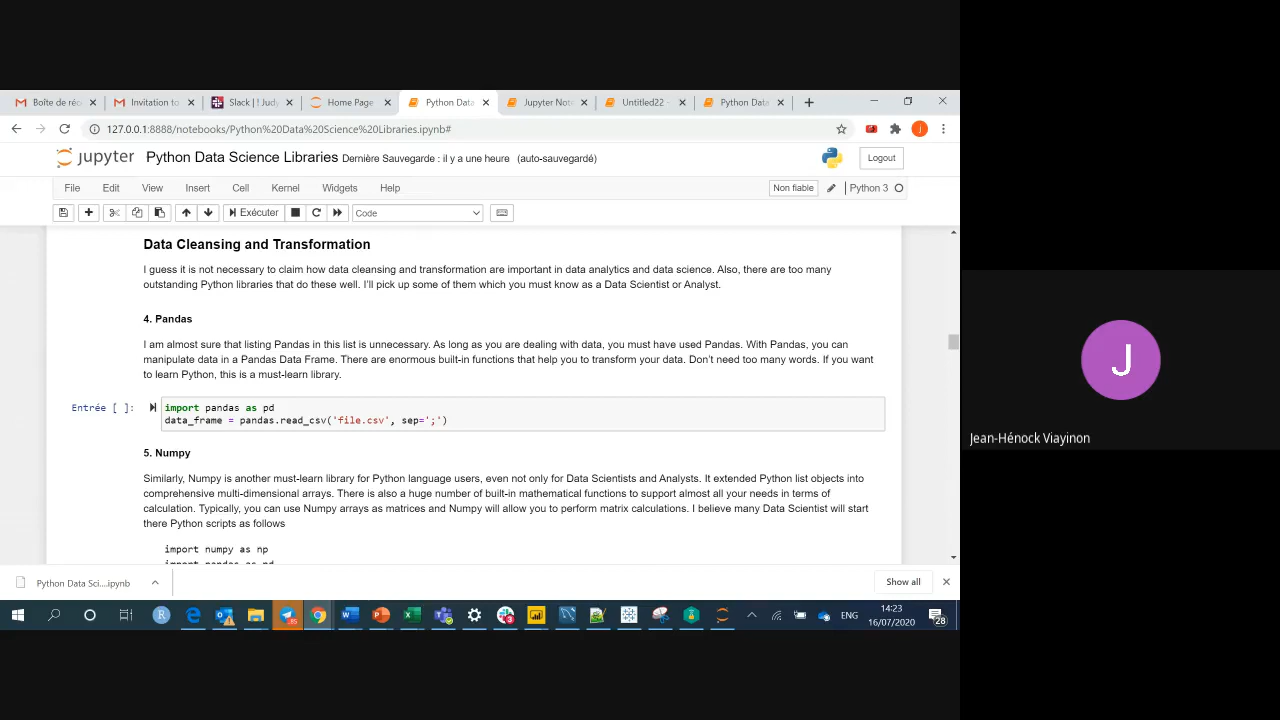 Boîte de réc
Invitation to
Slack | ! Judy
Home Page
Python Data
Jupyter Note
Untitled22 -
Python Data
127.0.0.1:8888/notebooks/Python%20Data%20Science%20Libraries.ipynb#
jupyter Python Data Science Libraries Dernière Sauvegarde : il y a une heure (auto-sauvegardé)
Logout
File Edit View Insert Cell Kernel Widgets Help
Non fiable
Python 3
Exécuter
Code
Data Cleansing and Transformation
I guess it is not necessary to claim how data cleansing and transformation are important in data analytics and data science. Also, there are too many
outstanding Python libraries that do these well. I'll pick up some of them which you must know as a Data Scientist or Analyst.
4. Pandas
I am almost sure that listing Pandas in this list is unnecessary. As long as you are dealing with data, you must have used Pandas. With Pandas, you can
manipulate data in a Pandas Data Frame. There are enormous built-in functions that help you to transform your data. Don't need too many words. If you want
to learn Python, this is a must-learn library.
Entrée [ ]:
import pandas as pd
data_frame = pandas.read_csv('file.csv', sep=';')
5. Numpy
Similarly, Numpy is another must-learn library for Python language users, even not only for Data Scientists and Analysts. It extended Python list objects into
comprehensive multi-dimensional arrays. There is also a huge number of built-in mathematical functions to support almost all your needs in terms of
calculation. Typically, you can use Numpy arrays as matrices and Numpy will allow you to perform matrix calculations. I believe many Data Scientist will start
there Python scripts as follows
import numpy as np
import pandas as pd
Python Data Sci....ipynb
Show all
ENG
14:23
16/07/2020
28
J
Jean-Hénock Viayinon